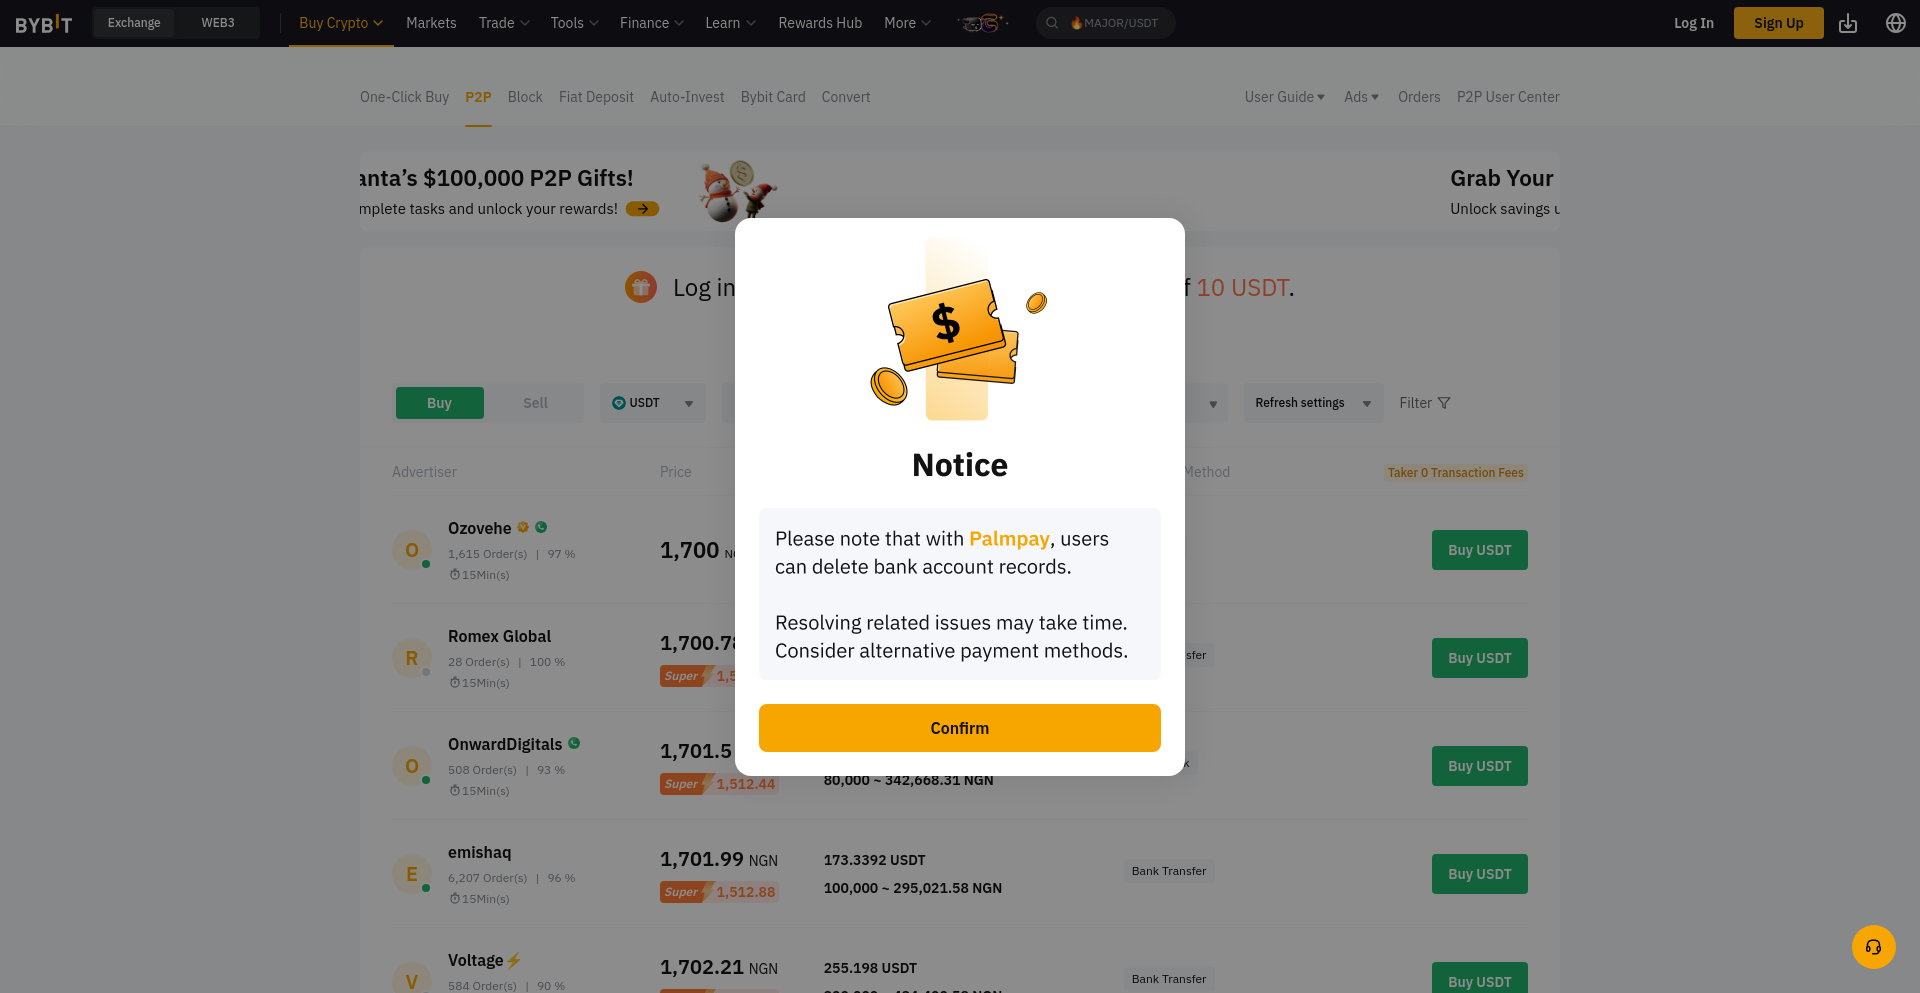 BYBIT
Exchange
WEB3
Buy Crypto
Markets
Trade
Tools
Finance
Learn
Rewards Hub
More
🔥MAJOR/USDT
Log In
Sign Up
One-Click Buy
P2P
Block
Fiat Deposit
Auto-Invest
Bybit Card
Convert
User Guide
Ads
Orders
P2P User Center
anta's $100,000 P2P Gifts!
mplete tasks and unlock your rewards!
Grab Your
Unlock savings u
Log in
f 10 USDT.
Buy
Sell
USDT
Refresh settings
Filter
Advertiser
Price
Method
Taker 0 Transaction Fees
O
Ozovehe
1,615 Order(s) | 97 %
15Min(s)
1,700
Buy USDT
R
Romex Global
28 Order(s) | 100 %
15Min(s)
1,700.78
Super 1,5
sfer
Buy USDT
O
OnwardDigitals
508 Order(s) | 93 %
15Min(s)
1,701.5
Super 1,512.44
80,000 ~ 342,668.31 NGN
k
Buy USDT
E
emishaq
6,207 Order(s) | 96 %
15Min(s)
1,701.99 NGN
Super 1,512.88
173.3392 USDT
100,000 ~ 295,021.58 NGN
Bank Transfer
Buy USDT
V
Voltage⚡
584 Order(s) | 90 %
1,702.21 NGN
255.198 USDT
Bank Transfer
Buy USDT
$
Notice
Please note that with Palmpay, users
can delete bank account records.
Resolving related issues may take time.
Consider alternative payment methods.
Confirm